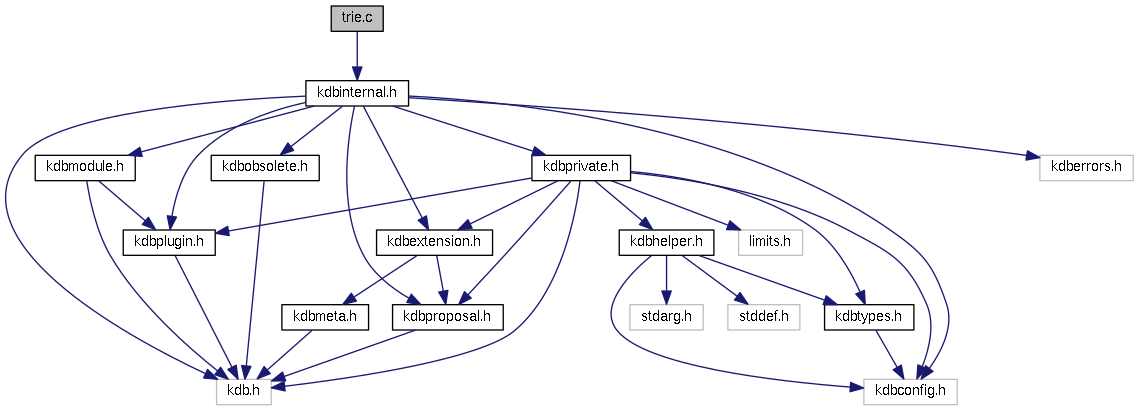 trie.c
kdbinternal.h
kdbmodule.h
kdbobsolete.h
kdbprivate.h
kdberrors.h
kdbplugin.h
kdbextension.h
kdbhelper.h
limits.h
kdbmeta.h
kdbproposal.h
stdarg.h
stddef.h
kdbtypes.h
kdb.h
kdbconfig.h